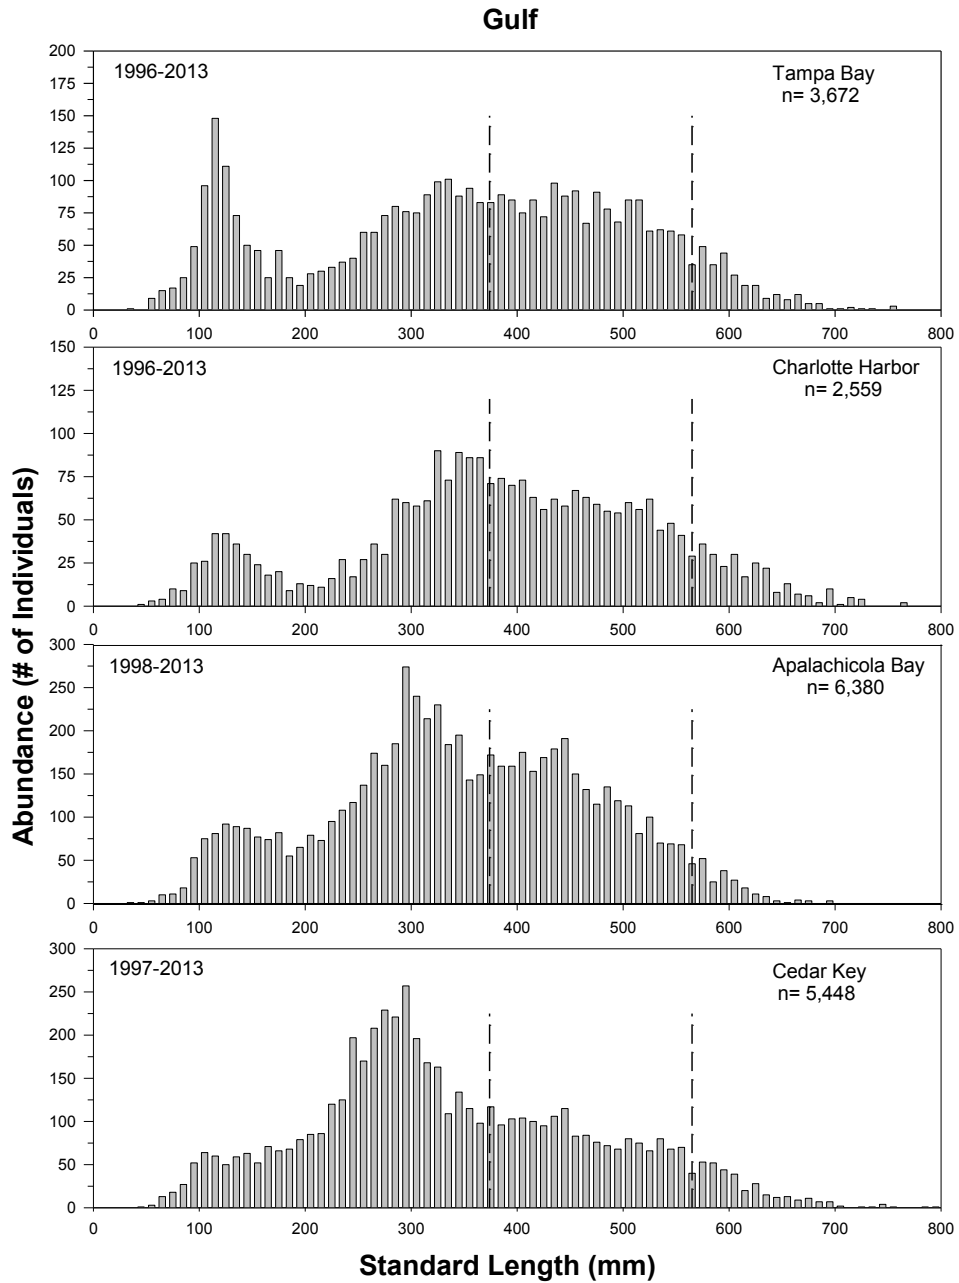 Gulf
200
1996-2013
Tampa Bay
n= 3,672
175
150
125
100
75
50
25
0
0 100 200 300 400 500 600 700 800
150
1996-2013
Charlotte Harbor
n= 2,559
125
100
75
50
25
0
0 100 200 300 400 500 600 700 800
300
1998-2013
Apalachicola Bay
n= 6,380
250
200
150
100
50
0
0 100 200 300 400 500 600 700 800
300
1997-2013
Cedar Key
n= 5,448
250
200
150
100
50
0
0 100 200 300 400 500 600 700 800
Abundance (# of Individuals)
Standard Length (mm)